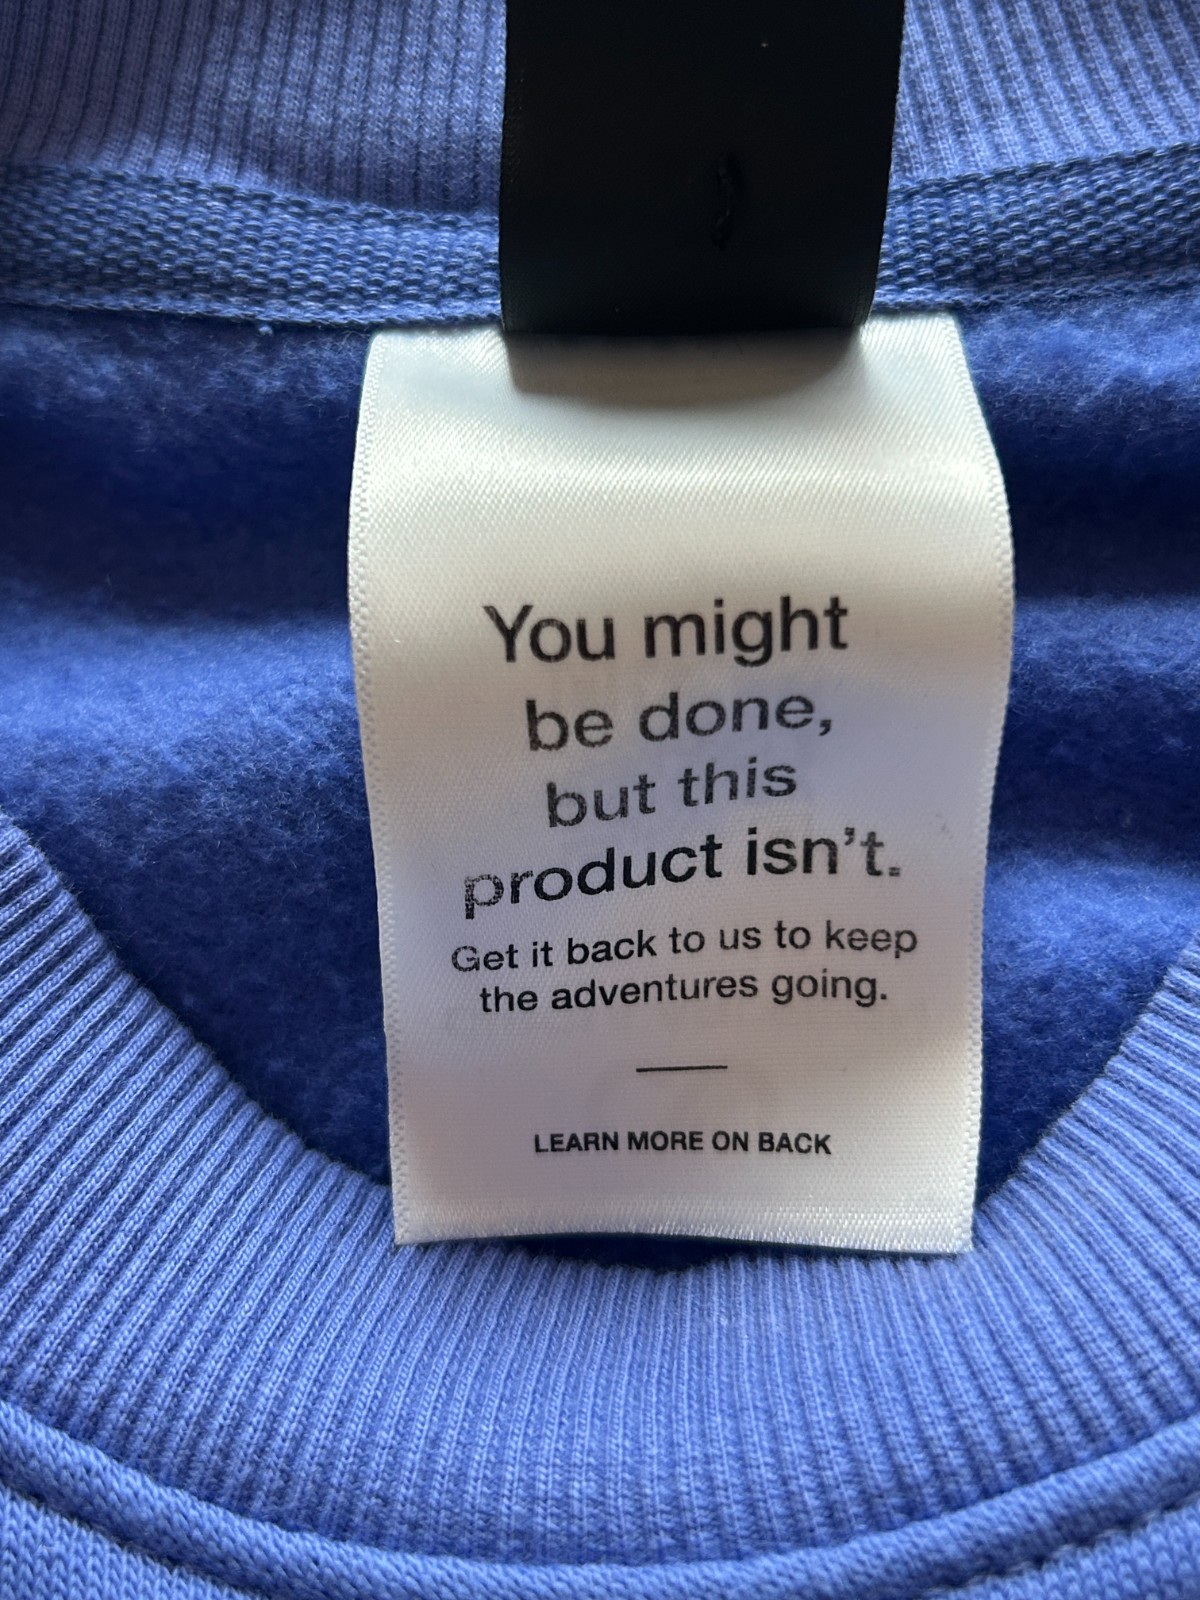 You might
be done,
but this
product isn't.
Get it back to us to keep
the adventures going.
LEARN MORE ON BACK